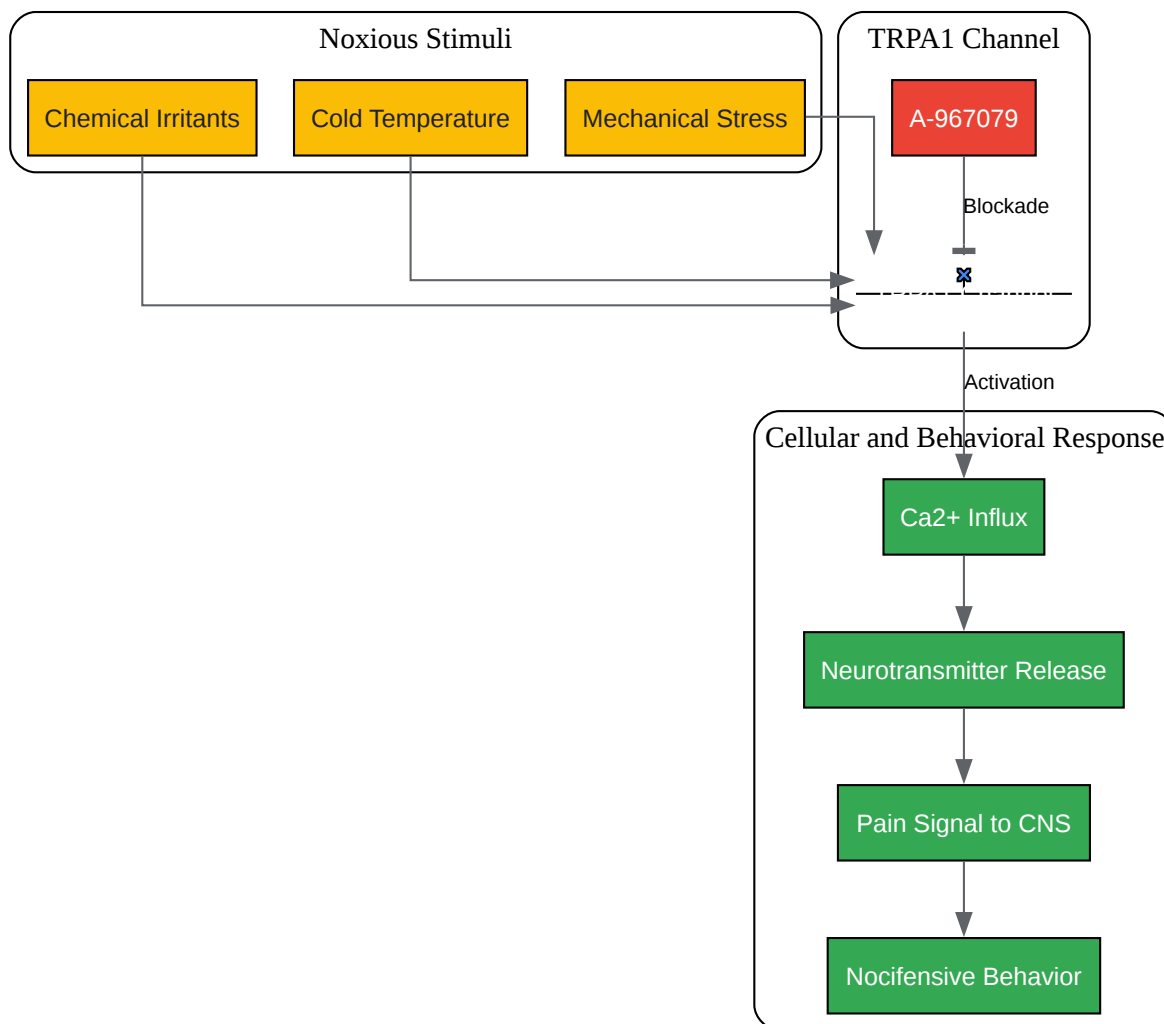 Noxious Stimuli
TRPA1 Channel
Chemical Irritants
Cold Temperature
Mechanical Stress
A-967079
Blockade
Activation
Cellular and Behavioral Response
Ca2+ Influx
Neurotransmitter Release
Pain Signal to CNS
Nocifensive Behavior